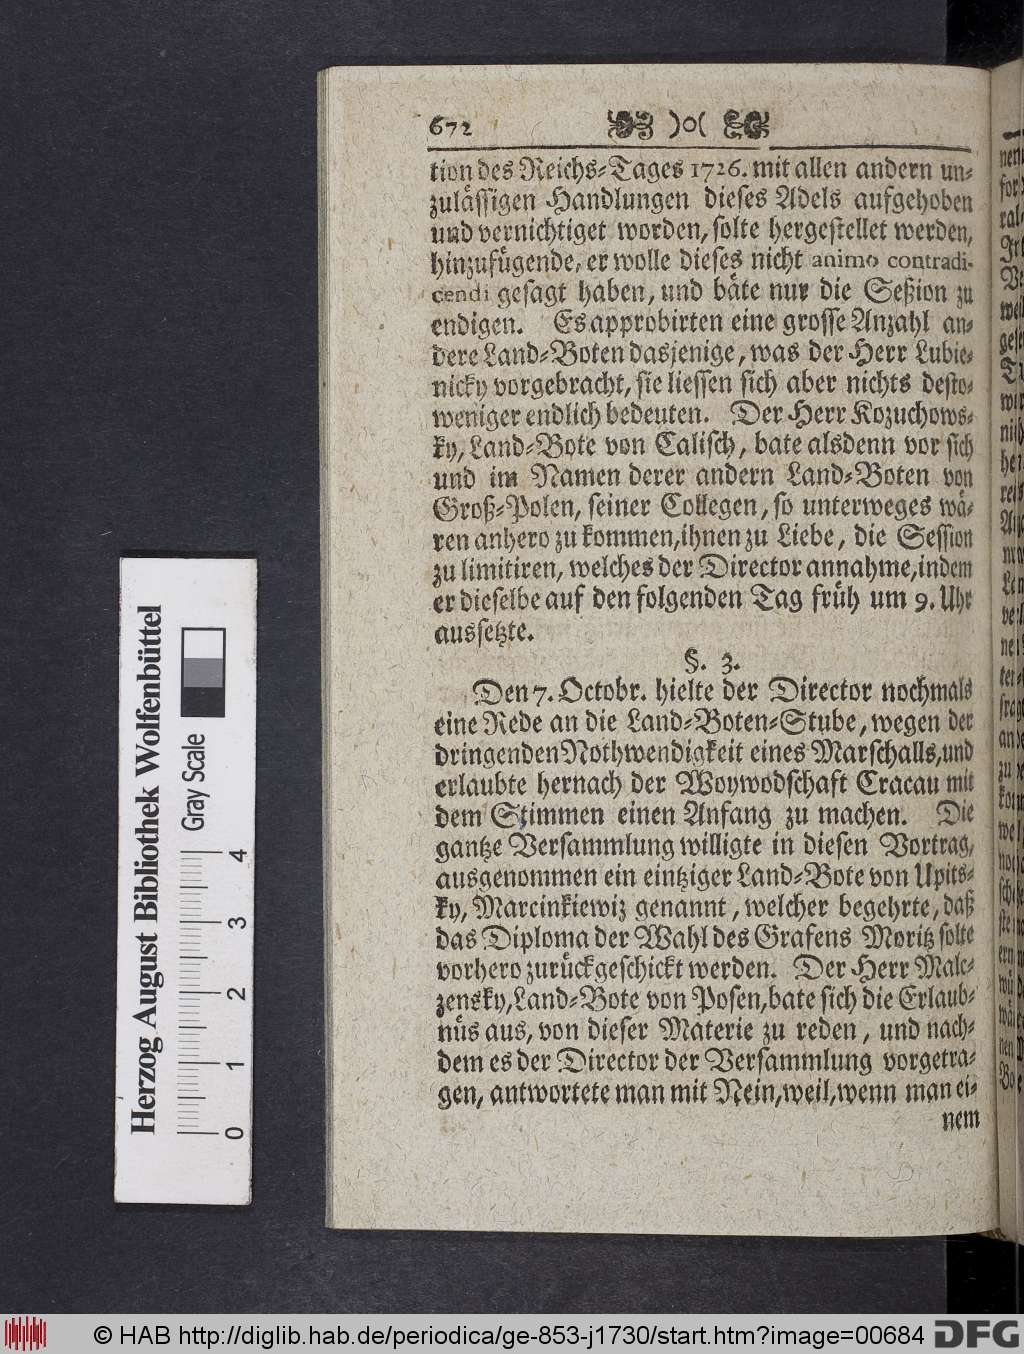 672 )o(
tion des Reichs-Tages 1726. mit allen andern un-
zulässigen Handlungen dieses Adels aufgehoben
und vernichtiget worden, solte hergestellet werden,
hinzufügende, er wolle dieses nicht animo contradi-
cendi gesagt haben, und bäte nur die Seßion zu
endigen. Es approbirten eine grosse Anzahl an-
dere Land-Boten dasjenige, was der Herr Lubie-
nicky vorgebracht, sie liessen sich aber nichts desto-
weniger endlich bedeuten. Der Herr Kozuchows-
ky, Land-Bote von Calisch, bate alsdenn vor sich
und im Namen derer andern Land-Boten von
Groß-Polen, seiner Collegen, so unterweges wä-
ren anhero zu kommen, ihnen zu Liebe, die Session
zu limitiren, welches der Director annahme, indem
er dieselbe auf den folgenden Tag früh um 9. Uhr
aussetzte.
§. 3.
Den 7. Octobr. hielte der Director nochmals
eine Rede an die Land-Boten-Stube, wegen der
dringenden Nothwendigkeit eines Marschalls, und
erlaubte hernach der Woywodschaft Cracau mit
dem Stimmen einen Anfang zu machen. Die
gantze Versammlung willigte in diesen Vortrag,
ausgenommen ein eintziger Land-Bote von Upits-
ky, Marcinkiewiz genannt, welcher begehrte, daß
das Diploma der Wahl des Grafens Moritz solte
vorhero zurückgeschickt werden. Der Herr Malc-
zensky, Land-Bote von Posen, bate sich die Erlaub-
nüs aus, von dieser Materie zu reden, und nach-
dem es der Director der Versammlung vorgetra-
gen, antwortete man mit Nein, weil, wenn man ei-
nem
Herzog August Bibliothek Wolfenbüttel
Gray Scale
0 1 2 3 4
© HAB http://diglib.hab.de/periodica/ge-853-j1730/start.htm?image=00684 DFG